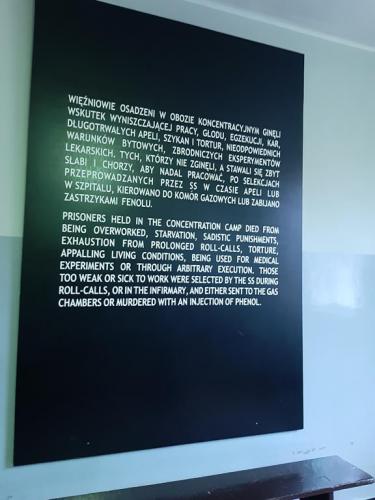 WIĘŹNIOWIE OSADZENI W OBOZIE KONCENTRACYJNYM GINĘLI
WSKUTEK WYNISZCZAJĄCEJ PRACY, GŁODU, EGZEKUCJI, KAR,
DŁUGOTRWAŁYCH APELI, SZYKAN I TORTUR, NIEODPOWIEDNICH
WARUNKÓW BYTOWYCH, ZBRODNICZYCH EKSPERYMENTÓW
LEKARSKICH. TYCH, KTÓRZY NIE ZGINĘLI, A STAWALI SIĘ ZBYT
SŁABI I CHORZY, ABY NADAL PRACOWAĆ, PO SELEKCJACH
PRZEPROWADZANYCH PRZEZ SS W CZASIE APELI LUB
W SZPITALU, KIEROWANO DO KOMÓR GAZOWYCH LUB ZABIJANO
ZASTRZYKAMI FENOLU.
PRISONERS HELD IN THE CONCENTRATION CAMP DIED FROM
BEING OVERWORKED, STARVATION, SADISTIC PUNISHMENTS,
EXHAUSTION FROM PROLONGED ROLL-CALLS, TORTURE,
APPALLING LIVING CONDITIONS, BEING USED FOR MEDICAL
EXPERIMENTS OR THROUGH ARBITRARY EXECUTION. THOSE
TOO WEAK OR SICK TO WORK WERE SELECTED BY THE SS DURING
ROLL-CALLS, OR IN THE INFIRMARY, AND EITHER SENT TO THE GAS
CHAMBERS OR MURDERED WITH AN INJECTION OF PHENOL.